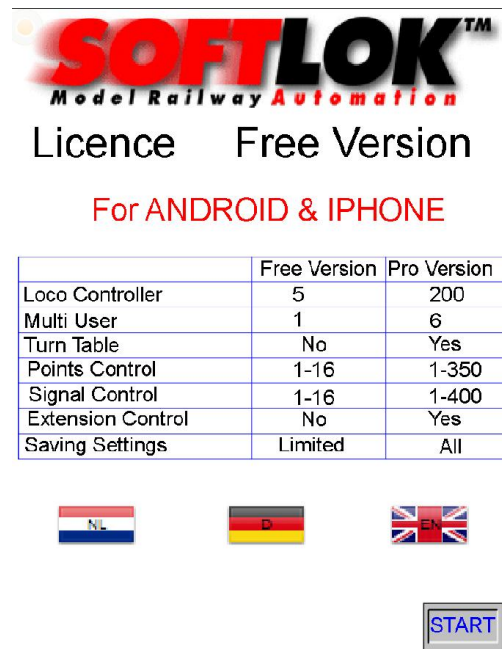 SOFTLOK™
Model Railway Automation
Licence Free Version
For ANDROID & IPHONE
Free Version Pro Version
Loco Controller 5 200
Multi User 1 6
Turn Table No Yes
Points Control 1-16 1-350
Signal Control 1-16 1-400
Extension Control No Yes
Saving Settings Limited All
NL D EN
START